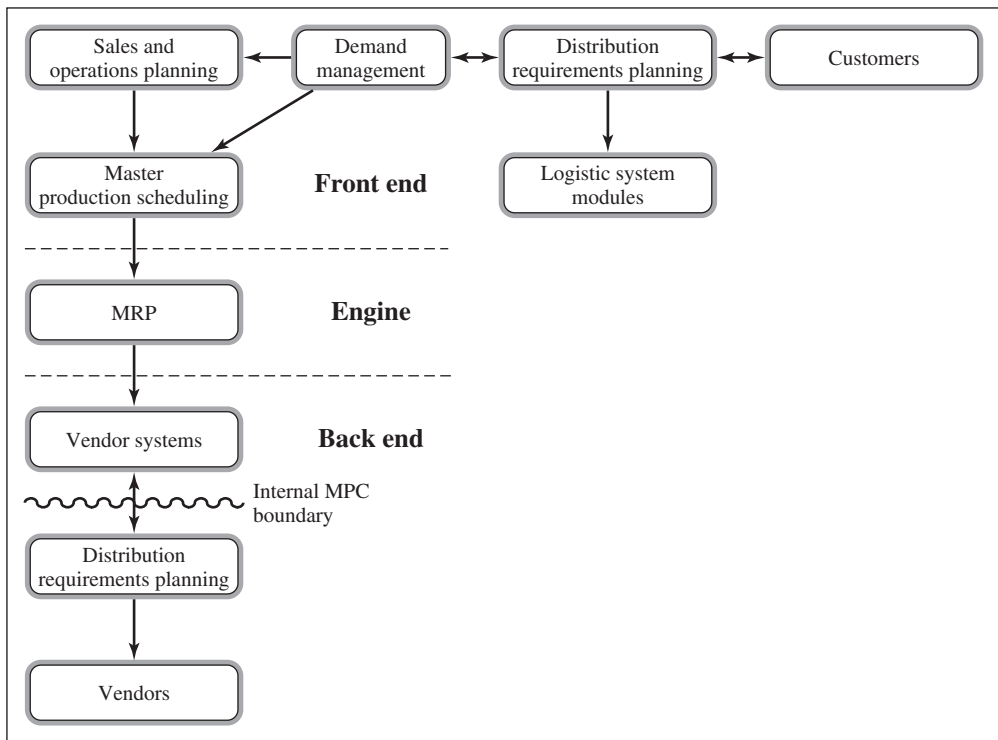 Sales and
operations planning
Demand
management
Distribution
requirements planning
Customers
Master
production scheduling
Front end
Logistic system
modules
MRP
Engine
Vendor systems
Back end
Internal MPC
boundary
Distribution
requirements planning
Vendors